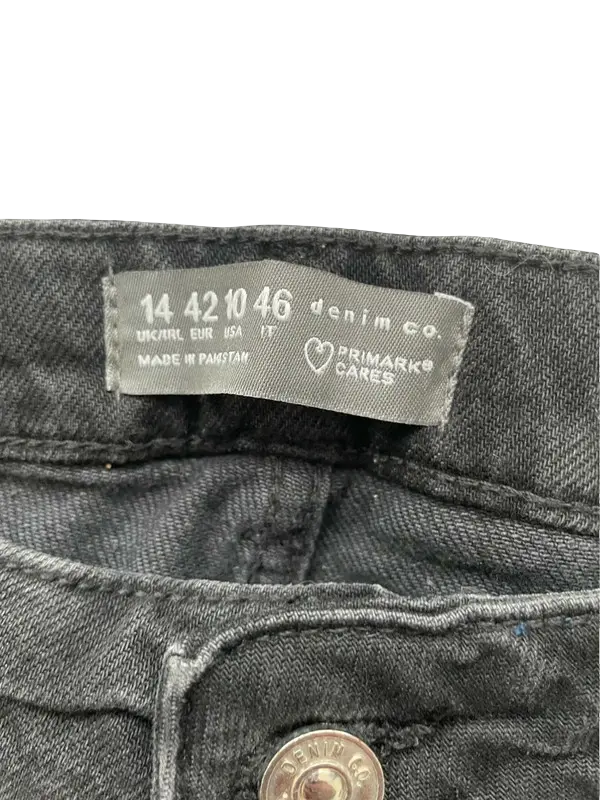 14 42 10 46 denim co.
UK/IRL EUR USA IT
MADE IN PAKISTAN
PRIMARK®
CARES
DENIM CO.